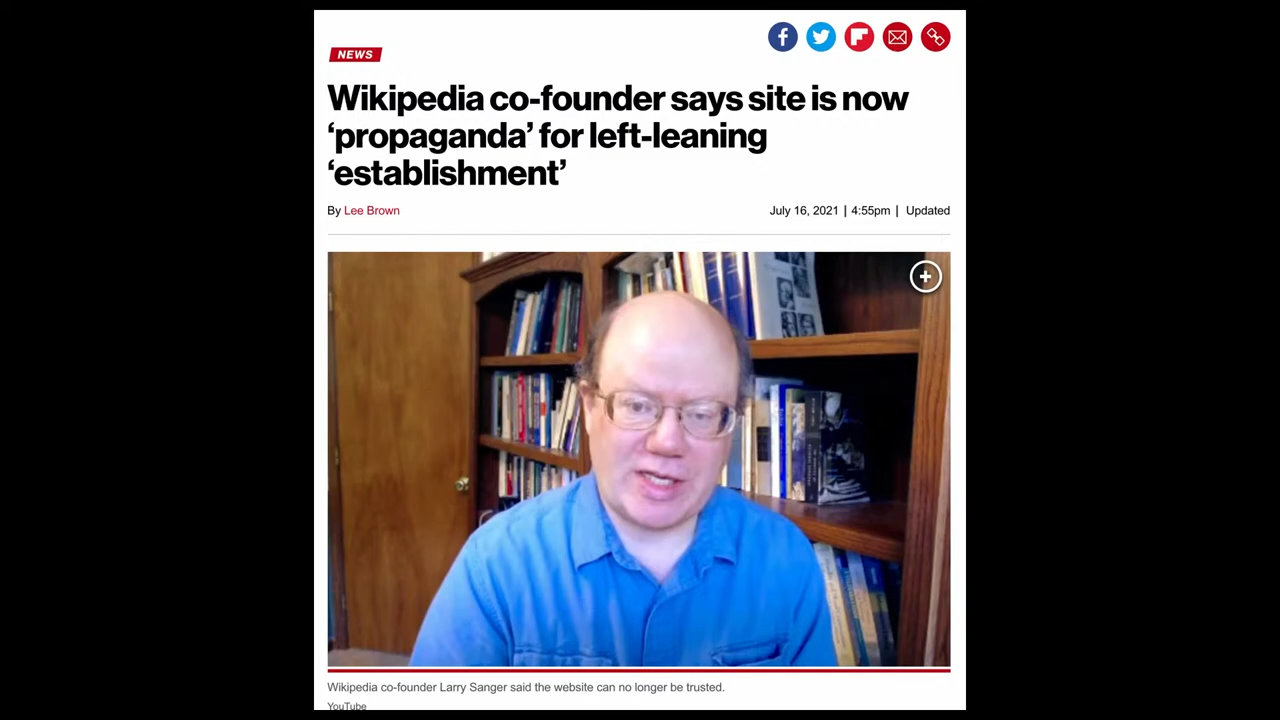 NEWS
Wikipedia co-founder says site is now
‘propaganda’ for left-leaning
‘establishment’
By Lee Brown
July 16, 2021 | 4:55pm | Updated
Wikipedia co-founder Larry Sanger said the website can no longer be trusted.
YouTube